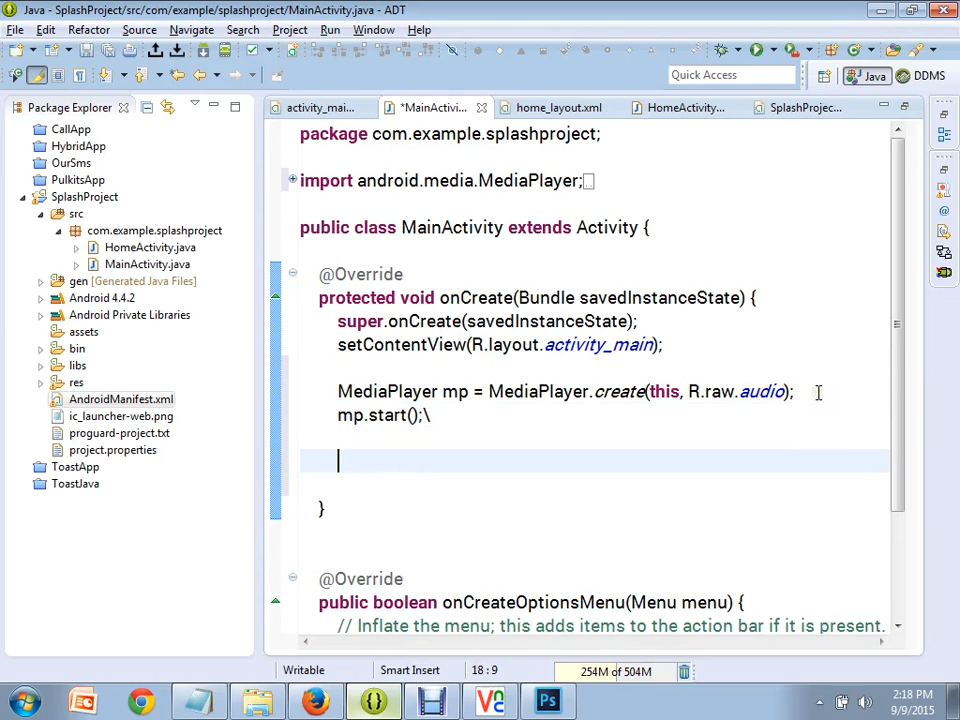 Java - SplashProject/src/com/example/splashproject/MainActivity.java - ADT
File Edit Refactor Source Navigate Search Project Run Window Help
Quick Access
Java
DDMS
Package Explorer
activity_mai...
*MainActivi...
home_layout.xml
HomeActivity...
SplashProjec...
CallApp
HybridApp
OurSms
PulkitsApp
SplashProject
src
com.example.splashproject
HomeActivity.java
MainActivity.java
gen [Generated Java Files]
Android 4.4.2
Android Private Libraries
assets
bin
libs
res
AndroidManifest.xml
ic_launcher-web.png
proguard-project.txt
project.properties
ToastApp
ToastJava
package com.example.splashproject;
import android.media.MediaPlayer;
public class MainActivity extends Activity {
@Override
protected void onCreate(Bundle savedInstanceState) {
super.onCreate(savedInstanceState);
setContentView(R.layout.activity_main);
MediaPlayer mp = MediaPlayer.create(this, R.raw.audio);
mp.start();\
}
@Override
public boolean onCreateOptionsMenu(Menu menu) {
// Inflate the menu; this adds items to the action bar if it is present.
Writable
Smart Insert
18 : 9
254M of 504M
2:18 PM
9/9/2015